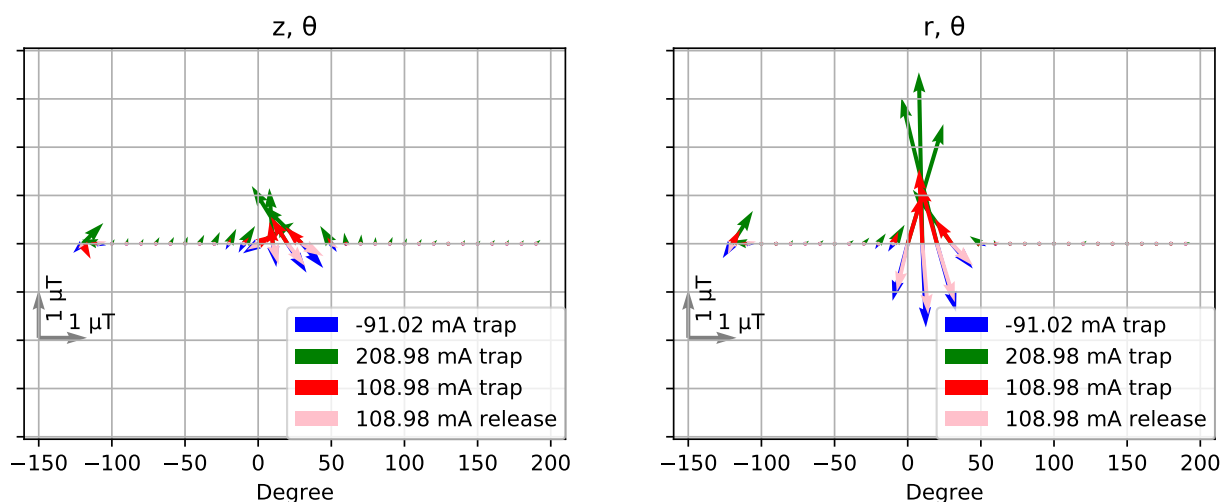 z, θ
1 μT
1 μT
-91.02 mA trap
208.98 mA trap
108.98 mA trap
108.98 mA release
−150 −100 −50 0 50 100 150 200
Degree
r, θ
1 μT
1 μT
-91.02 mA trap
208.98 mA trap
108.98 mA trap
108.98 mA release
−150 −100 −50 0 50 100 150 200
Degree